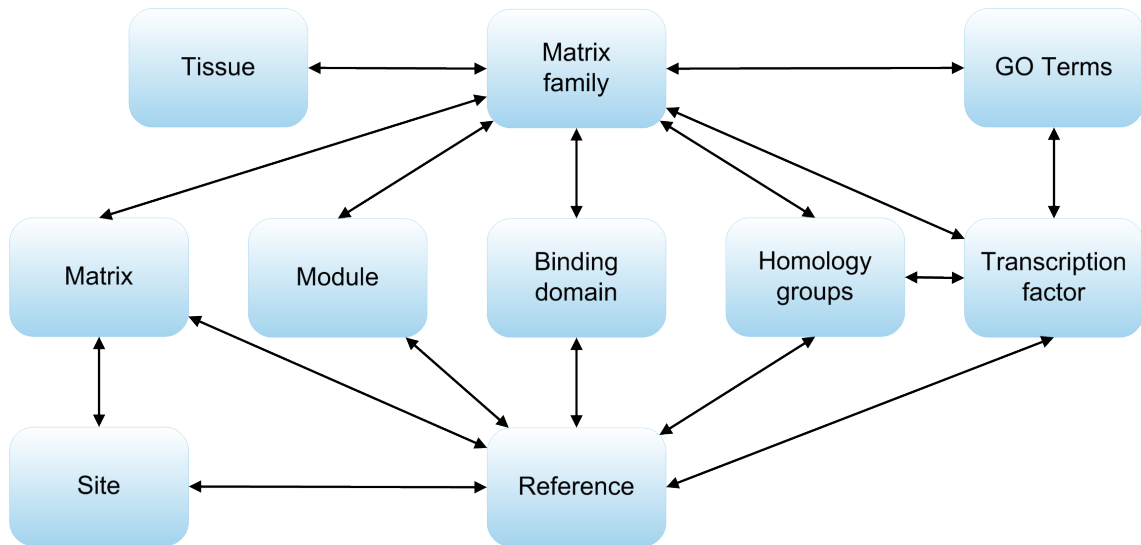 Tissue
Matrix
family
GO Terms
Matrix
Module
Binding
domain
Homology
groups
Transcription
factor
Site
Reference